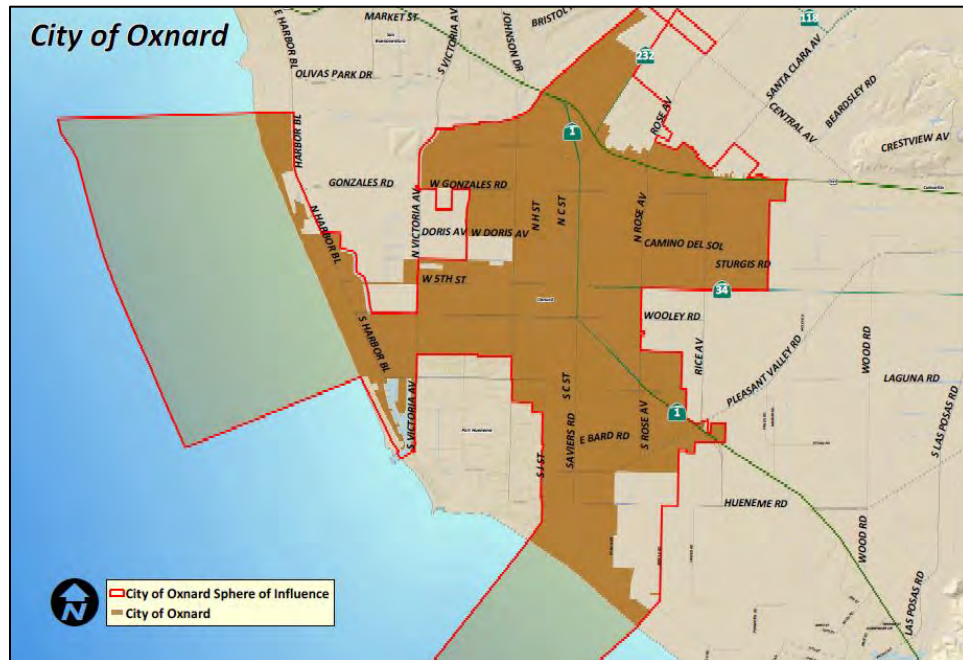 City of Oxnard
MARKET ST
E HARBOR BL
S VICTORIA AV
JOHNSON DR
BRISTOL
118
San
Buenaventura
OLIVAS PARK DR
232
SANTA CLARA AV
ROSE AV
CENTRAL AV
BEARDSLEY RD
CRESTVIEW AV
1
HARBOR BL
GONZALES RD
W GONZALES RD
N HARBOR BL
N VICTORIA AV
DORIS AV
W DORIS AV
N H ST
N C ST
N ROSE AV
CAMINO DEL SOL
STURGIS RD
W 5TH ST
34
Oxnard
WOOLEY RD
S HARBOR BL
RICE AV
PLEASANT VALLEY RD
WOOD RD
LAGUNA RD
S VICTORIA AV
S C ST
1
S LAS POSAS RD
Port Hueneme
SAVIERS RD
E BARD RD
S ROSE AV
S J ST
HUENEME RD
WOOD RD
LAS POSAS RD
N
City of Oxnard Sphere of Influence
City of Oxnard